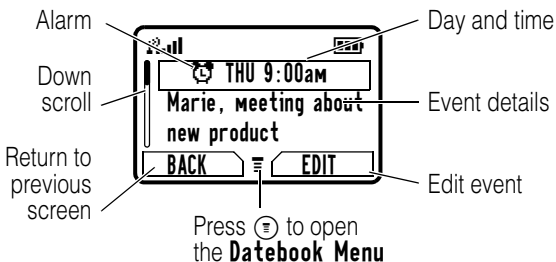 Alarm
Day and time
THU 9:00am
Down
scroll
Marie, meeting about
new product
Event details
Return to
previous
screen
BACK
EDIT
Edit event
Press to open
the Datebook Menu